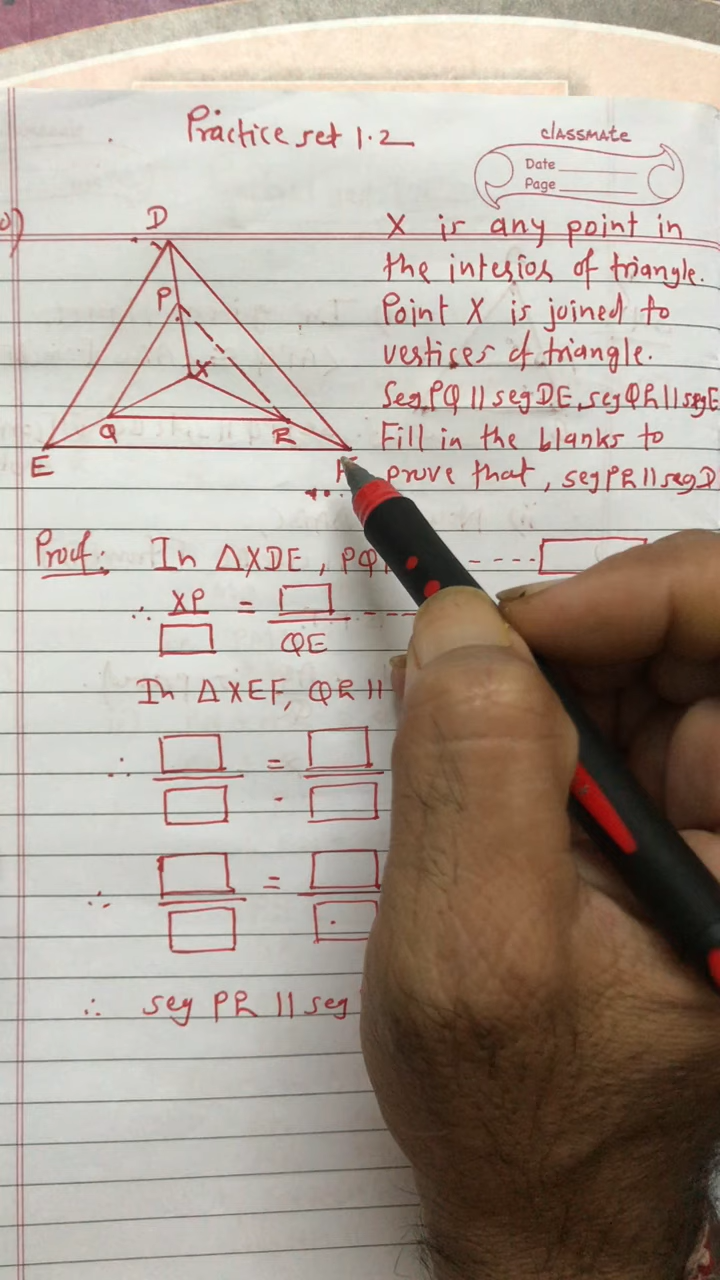 Practice set 1.2
classmate
Date
Page
X is any point in
the interior of triangle.
Point X is joined to
vertices of triangle.
Seg PQ || seg DE, seg QR || seg E
Fill in the blanks to
prove that, seg PR || seg D
D
P
X
Q
R
E
Proof: In △XDE, PQ ----
∴ XP = ----
QE
In △XEF, QR ||
∴ =
∴ =
∴ seg PR || seg